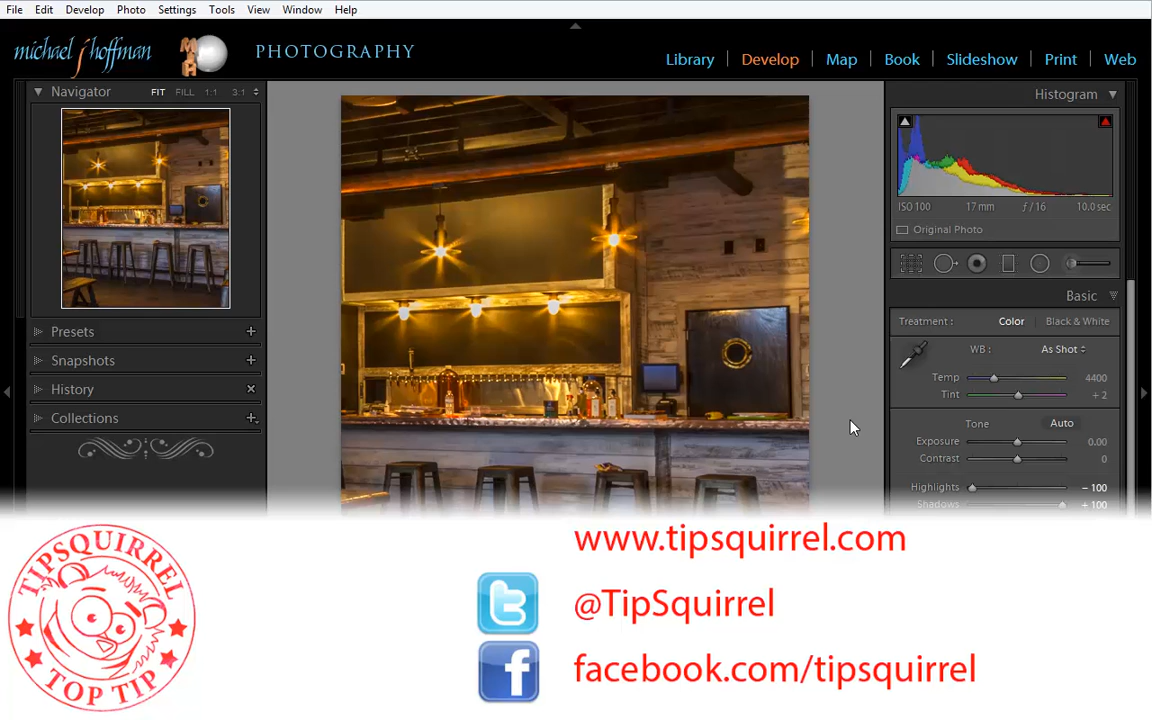 File Edit Develop Photo Settings Tools View Window Help
michael j hoffman PHOTOGRAPHY
Library Develop Map Book Slideshow Print Web
Navigator FIT FILL 1:1 3:1
Histogram
ISO 100 17 mm ƒ / 16 10.0 sec
Original Photo
Basic
Treatment : Color Black & White
WB : As Shot
Temp 4400
Tint + 2
Tone Auto
Exposure 0.00
Contrast 0
Highlights – 100
Shadows + 100
Presets
Snapshots
History
Collections
TIPSQUIRREL
TOP TIP
www.tipsquirrel.com
@TipSquirrel
facebook.com/tipsquirrel